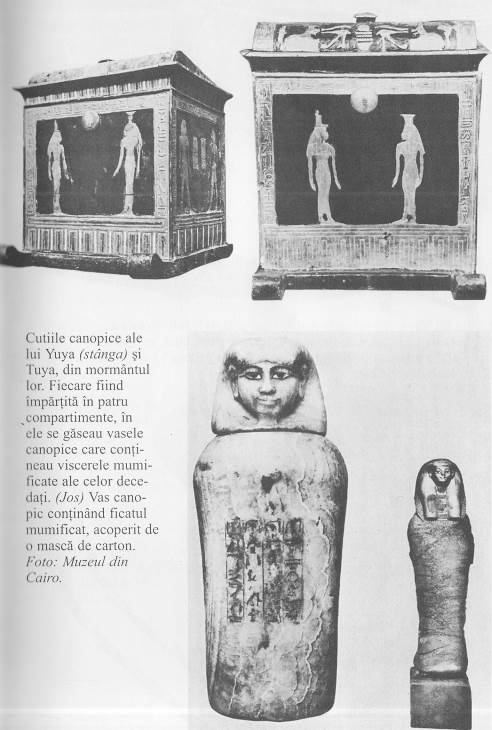 Cutiile canopice ale
lui Yuya (stânga) şi
Tuya, din mormântul
lor. Fiecare fiind
împărţită în patru
compartimente, în
ele se găseau vasele
canopice care conţi-
neau viscerele mumi-
ficate ale celor dece-
daţi. (Jos) Vas cano-
pic conţinând ficatul
mumificat, acoperit de
o mască de carton.
Foto: Muzeul din
Cairo.